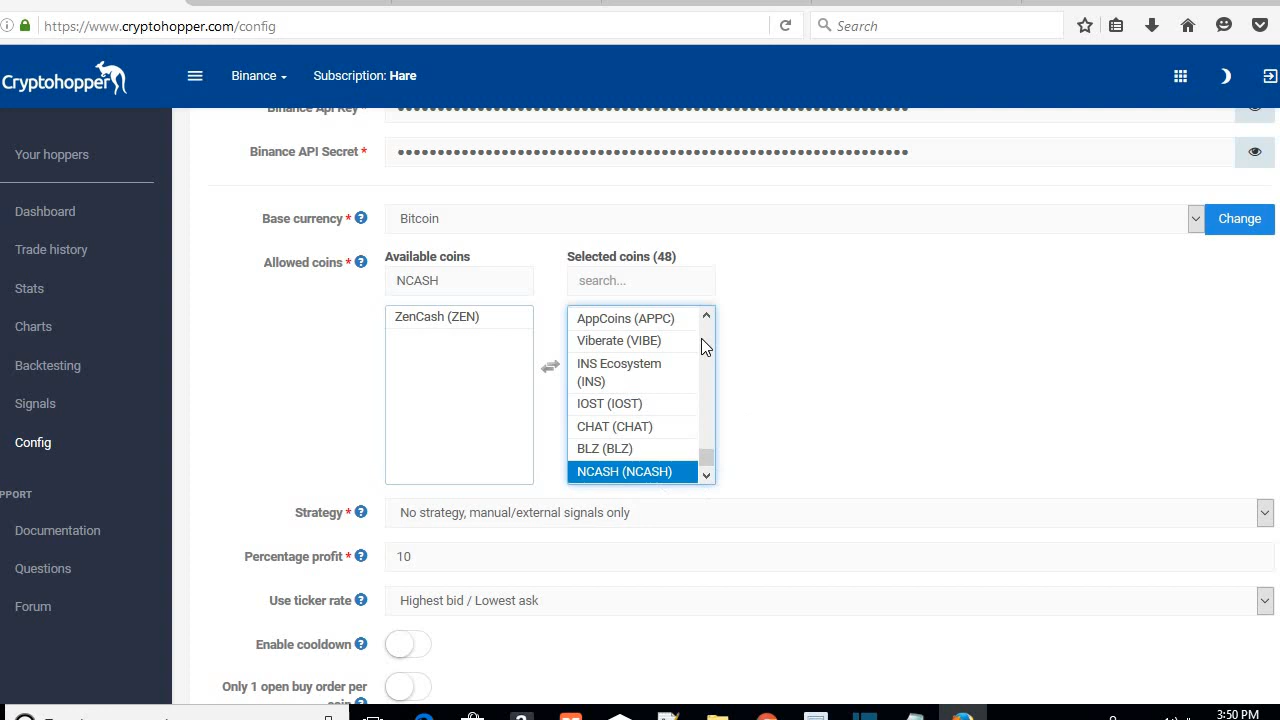 https://www.cryptohopper.com/config
Search
Cryptohopper
Binance
Subscription: Hare
Your hoppers
Dashboard
Trade history
Stats
Charts
Backtesting
Signals
Config
PPORT
Documentation
Questions
Forum
Binance Api Key *
Binance API Secret *
Base currency *
Bitcoin
Change
Allowed coins *
Available coins
NCASH
ZenCash (ZEN)
Selected coins (48)
search...
AppCoins (APPC)
Viberate (VIBE)
INS Ecosystem
(INS)
IOST (IOST)
CHAT (CHAT)
BLZ (BLZ)
NCASH (NCASH)
Strategy *
No strategy, manual/external signals only
Percentage profit *
10
Use ticker rate
Highest bid / Lowest ask
Enable cooldown
Only 1 open buy order per
coin
3:50 PM